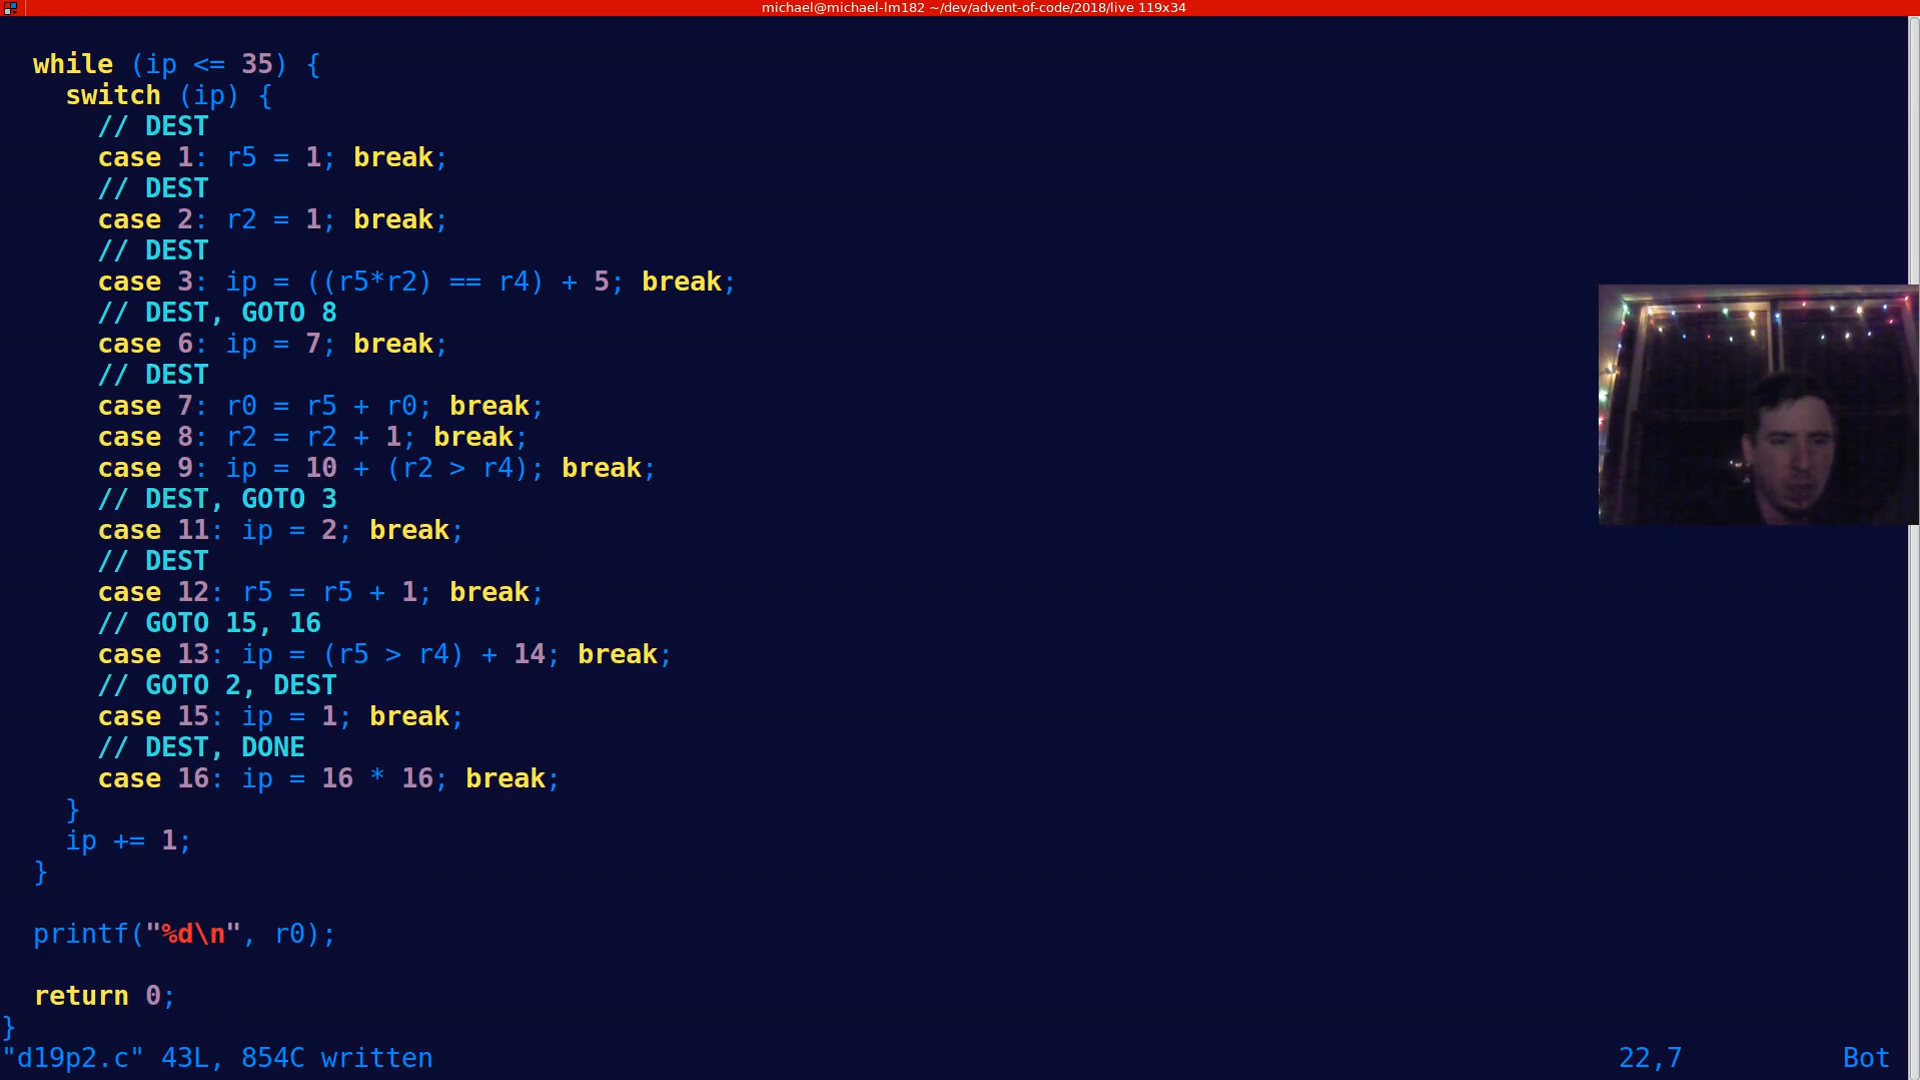 michael@michael-lm182 ~/dev/advent-of-code/2018/live 119x34
while (ip <= 35) {
switch (ip) {
// DEST
case 1: r5 = 1; break;
// DEST
case 2: r2 = 1; break;
// DEST
case 3: ip = ((r5*r2) == r4) + 5; break;
// DEST, GOTO 8
case 6: ip = 7; break;
// DEST
case 7: r0 = r5 + r0; break;
case 8: r2 = r2 + 1; break;
case 9: ip = 10 + (r2 > r4); break;
// DEST, GOTO 3
case 11: ip = 2; break;
// DEST
case 12: r5 = r5 + 1; break;
// GOTO 15, 16
case 13: ip = (r5 > r4) + 14; break;
// GOTO 2, DEST
case 15: ip = 1; break;
// DEST, DONE
case 16: ip = 16 * 16; break;
}
ip += 1;
}
printf("%d\n", r0);
return 0;
}
"d19p2.c" 43L, 854C written 22,7 Bot